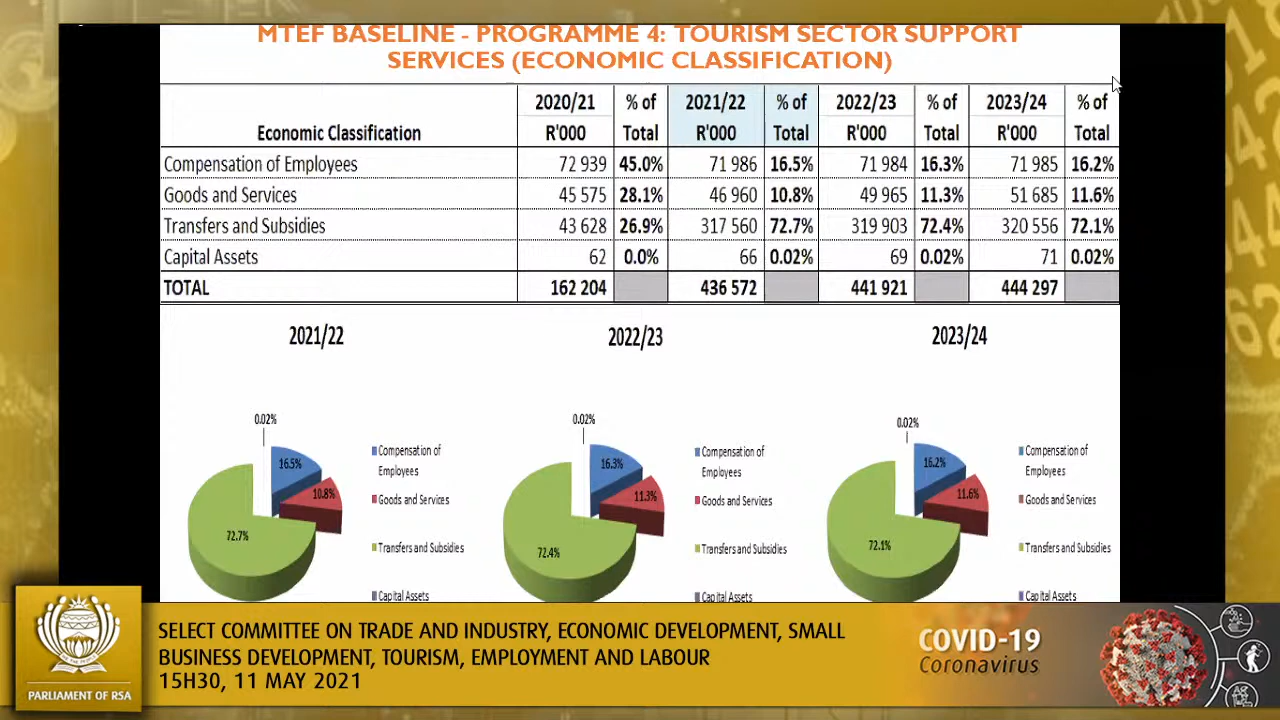 MTEF BASELINE - PROGRAMME 4: TOURISM SECTOR SUPPORT
SERVICES (ECONOMIC CLASSIFICATION)
Economic Classification 2020/21 R'000 % of Total 2021/22 R'000 % of Total 2022/23 R'000 % of Total 2023/24 R'000 % of Total
Compensation of Employees 72 939 45.0% 71 986 16.5% 71 984 16.3% 71 985 16.2%
Goods and Services 45 575 28.1% 46 960 10.8% 49 965 11.3% 51 685 11.6%
Transfers and Subsidies 43 628 26.9% 317 560 72.7% 319 903 72.4% 320 556 72.1%
Capital Assets 62 0.0% 66 0.02% 69 0.02% 71 0.02%
TOTAL 162 204 436 572 441 921 444 297
2021/22
0.02%
16.5%
10.8%
72.7%
Compensation of
Employees
Goods and Services
Transfers and Subsidies
Capital Assets
2022/23
0.02%
16.3%
11.3%
72.4%
Compensation of
Employees
Goods and Services
Transfers and Subsidies
Capital Assets
2023/24
0.02%
16.2%
11.6%
72.1%
Compensation of
Employees
Goods and Services
Transfers and Subsidies
Capital Assets
PARLIAMENT OF RSA
SELECT COMMITTEE ON TRADE AND INDUSTRY, ECONOMIC DEVELOPMENT, SMALL
BUSINESS DEVELOPMENT, TOURISM, EMPLOYMENT AND LABOUR
15H30, 11 MAY 2021
COVID-19
Coronavirus